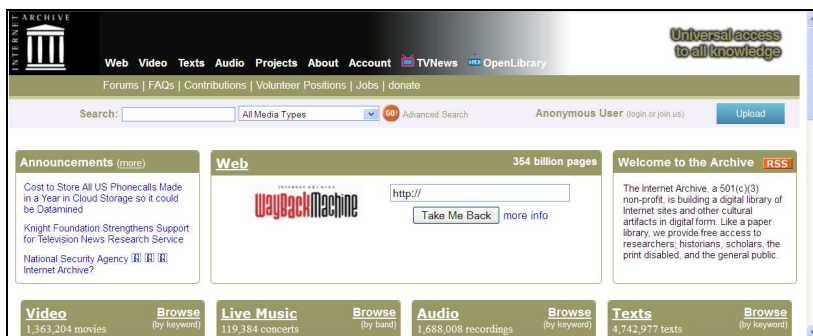 INTERNET ARCHIVE
Universal access
to all knowledge
Web Video Texts Audio Projects About Account TVNews OPEN OpenLibrary
Forums | FAQs | Contributions | Volunteer Positions | Jobs | donate
Search: All Media Types GO! Advanced Search Anonymous User (login or join us) Upload
Announcements (more)
Cost to Store All US Phonecalls Made
in a Year in Cloud Storage so it could
be Datamined
Knight Foundation Strengthens Support
for Television News Research Service
National Security Agency
Internet Archive?
Web 354 billion pages
INTERNET ARCHIVE
WayBackMachine
http://
Take Me Back more info
Welcome to the Archive RSS
The Internet Archive, a 501(c)(3)
non-profit, is building a digital library of
Internet sites and other cultural
artifacts in digital form. Like a paper
library, we provide free access to
researchers, historians, scholars, the
print disabled, and the general public.
Video Browse
1,363,204 movies (by keyword)
Live Music Browse
119,384 concerts (by band)
Audio Browse
1,688,008 recordings (by keyword)
Texts Browse
4,742,977 texts (by keyword)